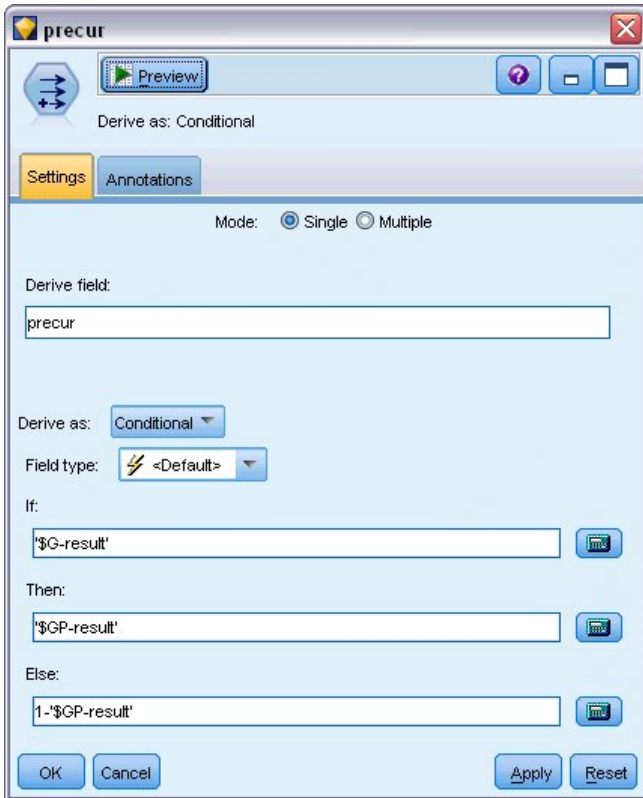 precur
Preview
Derive as: Conditional
Settings Annotations
Mode: Single Multiple
Derive field:
precur
Derive as: Conditional
Field type: <Default>
If:
'$G-result'
Then:
'$GP-result'
Else:
1-'$GP-result'
OK Cancel Apply Reset